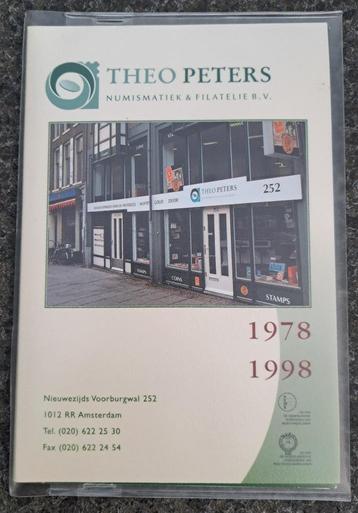 THEO PETERS
NUMISMATIEK & FILATELIE B.V.
THEO PETERS
252
COINS
STAMPS
STAMPS
1978
1998
Nieuwezijds Voorburgwal 252
1012 RR Amsterdam
Tel. (020) 622 25 30
Fax (020) 622 24 54